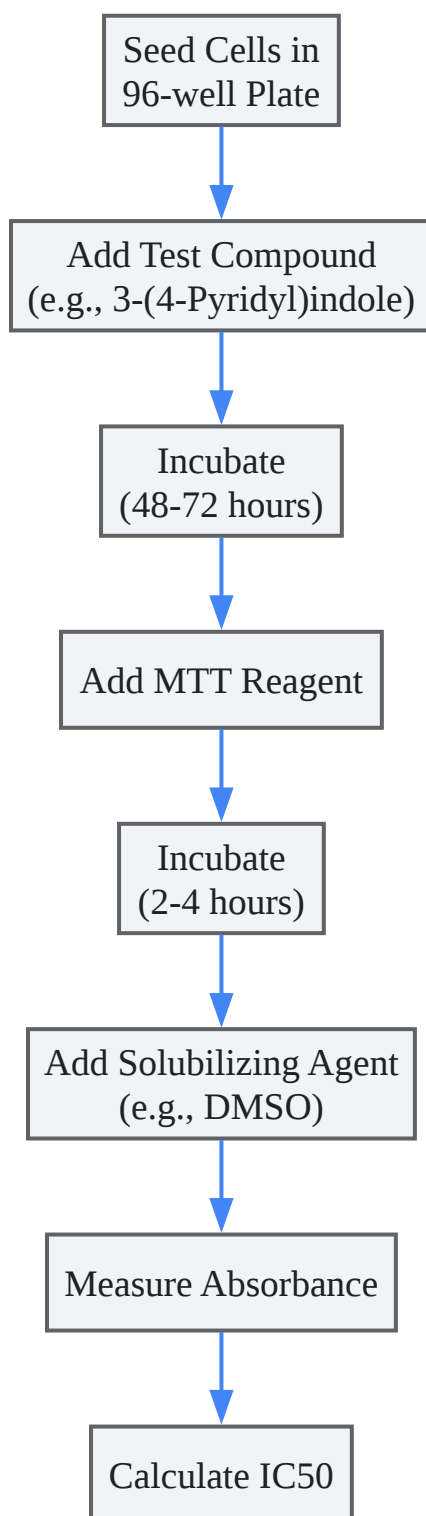 Seed Cells in
96-well Plate
Add Test Compound
(e.g., 3-(4-Pyridyl)indole)
Incubate
(48-72 hours)
Add MTT Reagent
Incubate
(2-4 hours)
Add Solubilizing Agent
(e.g., DMSO)
Measure Absorbance
Calculate IC50